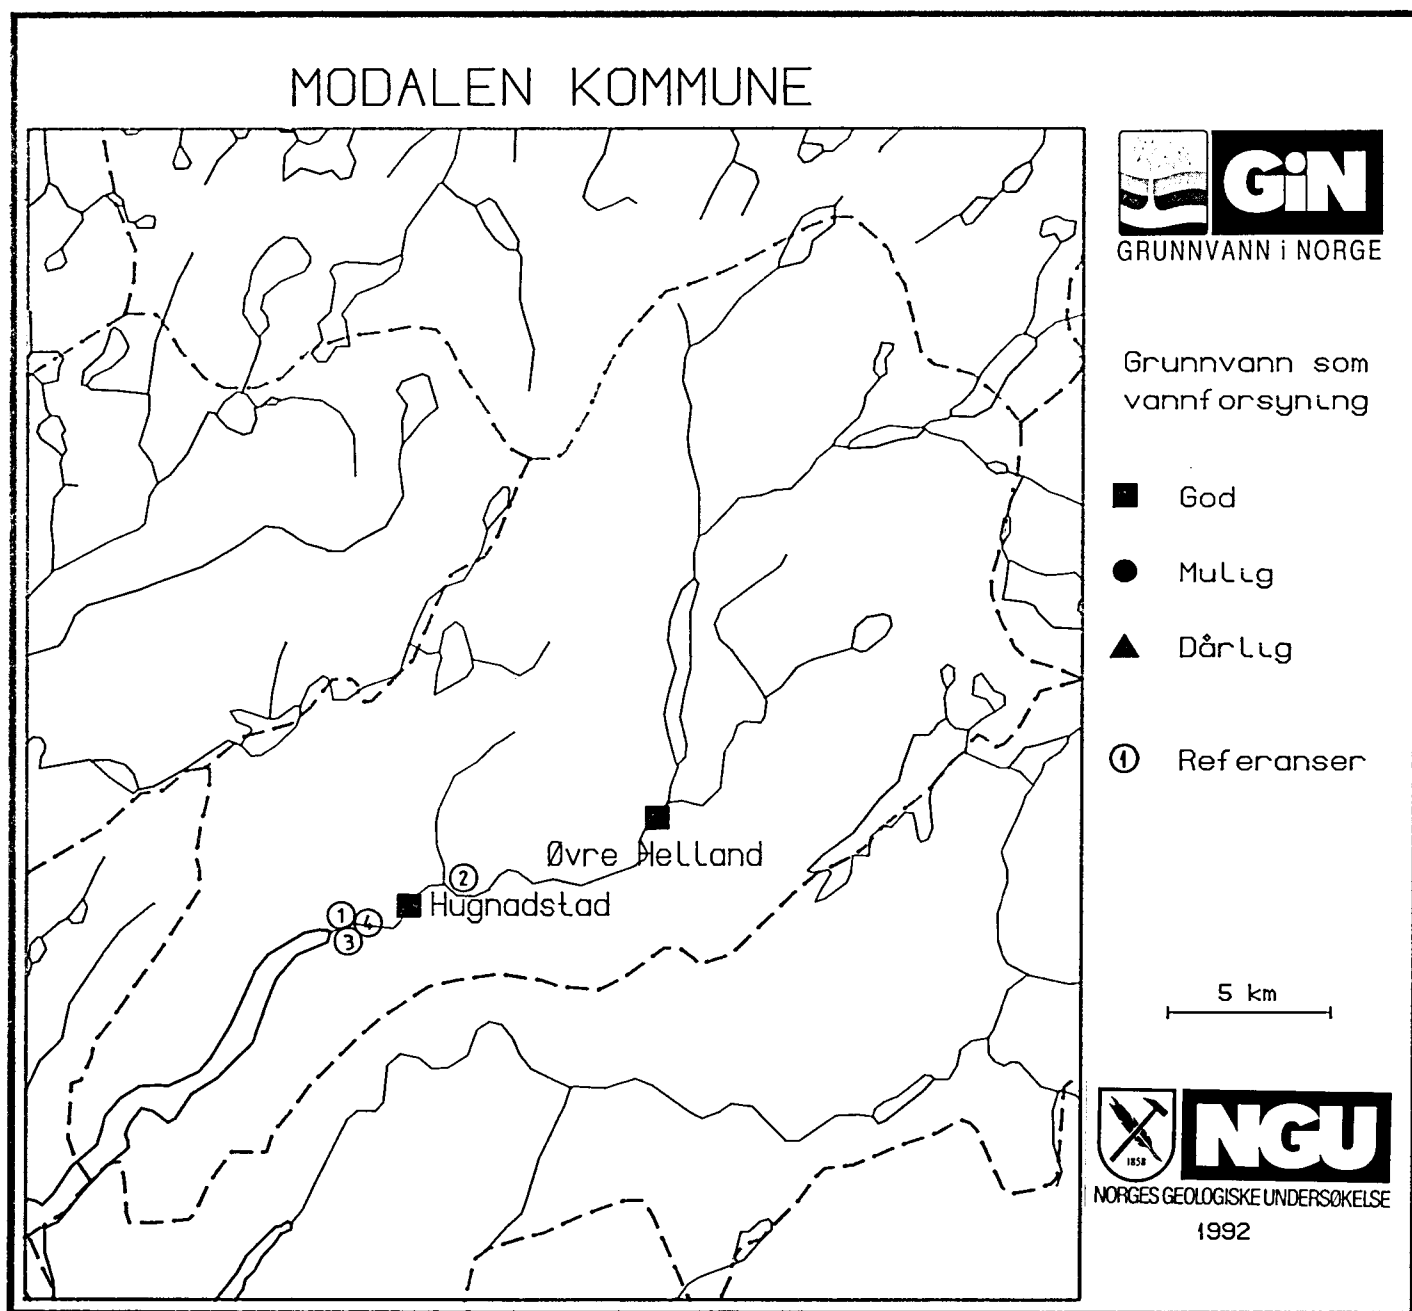 MODALEN KOMMUNE
GiN
GRUNNVANN i NORGE
Grunnvann som
vannforsyning
God
Mulig
Dårlig
1 Referanser
Øvre Helland
2
Hugnadstad
1
4
3
5 km
1858
NGU
NORGES GEOLOGISKE UNDERSØKELSE
1992